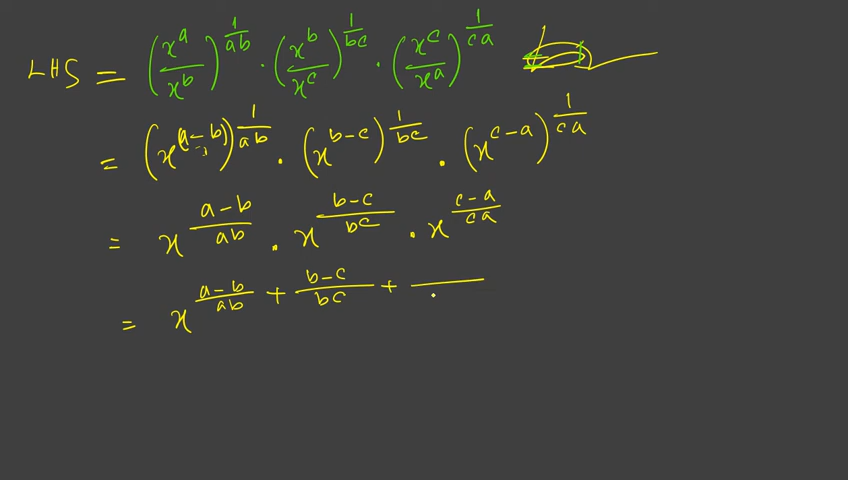 LHS = (x^a/x^b)^(1/ab) · (x^b/x^c)^(1/bc) · (x^c/x^a)^(1/ca)
= (x^(a-b))^(1/ab) · (x^(b-c))^(1/bc) · (x^(c-a))^(1/ca)
= x^((a-b)/ab) · x^((b-c)/bc) · x^((c-a)/ca)
= x^((a-b)/ab + (b-c)/bc + —)